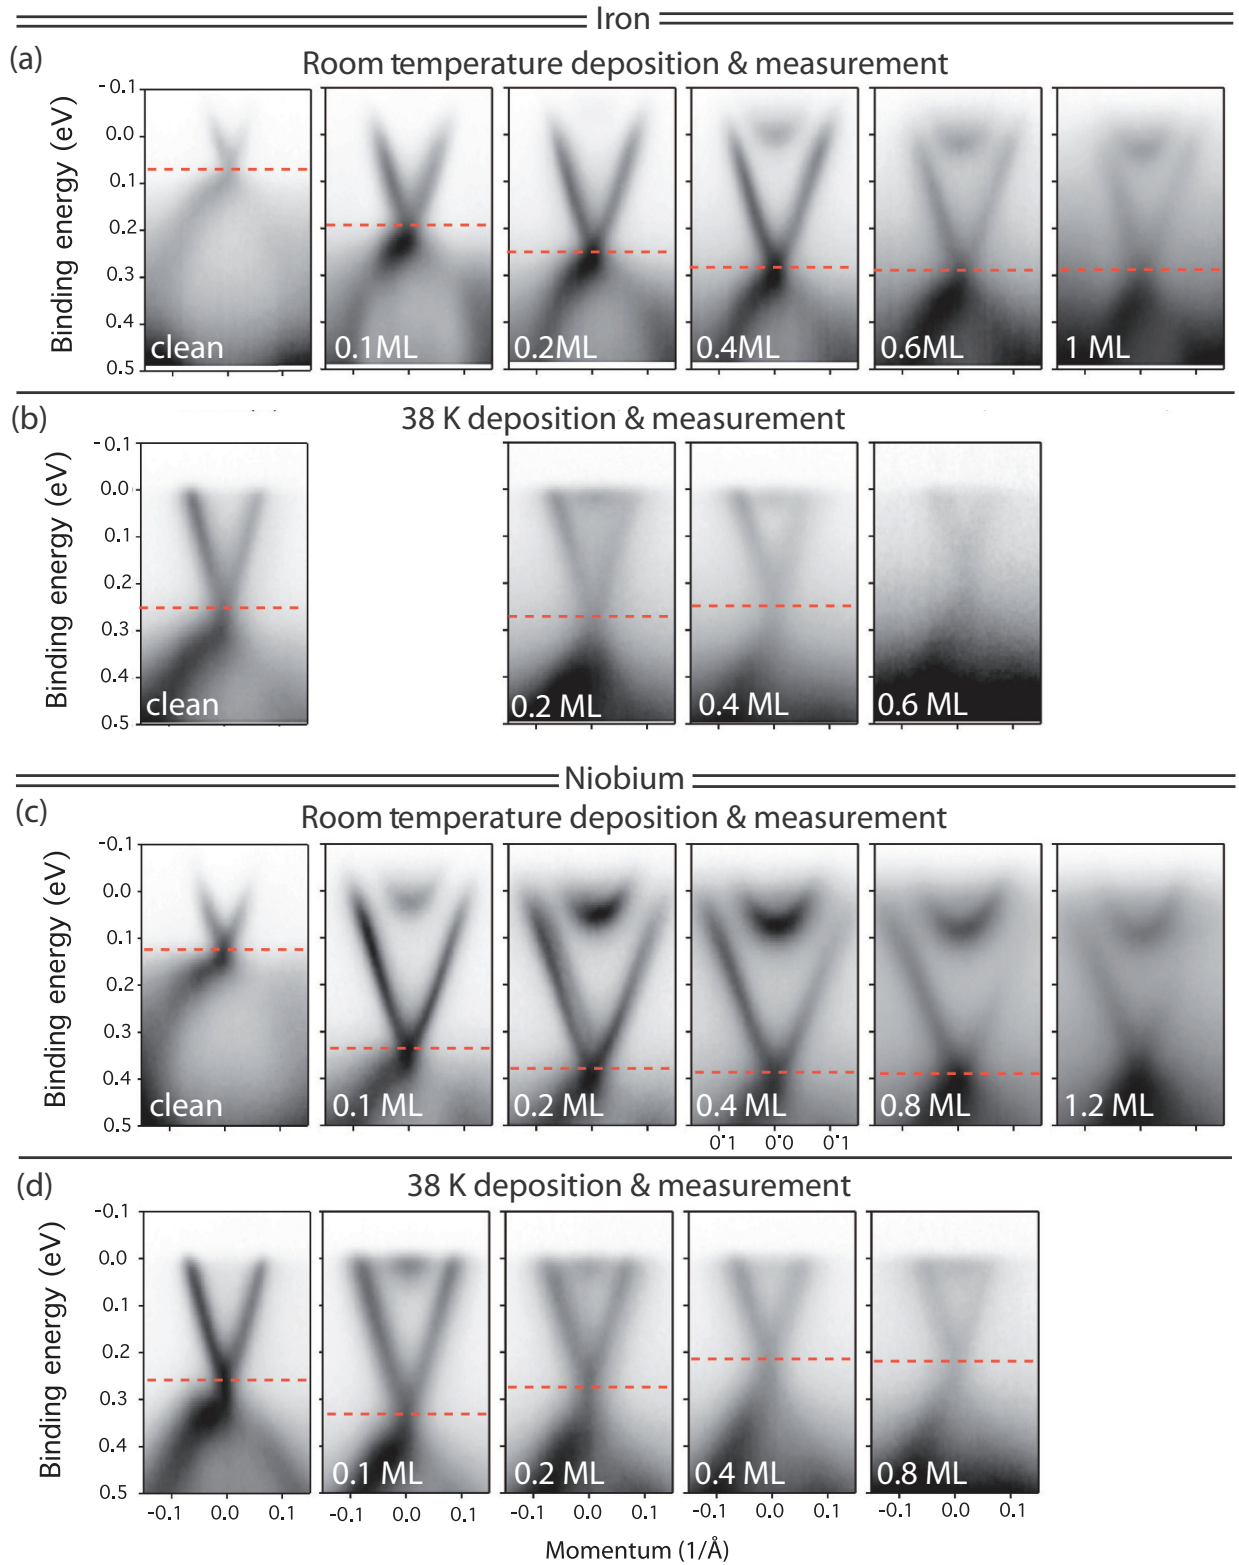 Iron
(a)
Room temperature deposition & measurement
Binding energy (eV)
-0.1
0.0
0.1
0.2
0.3
0.4
0.5
clean
0.1ML
0.2ML
0.4ML
0.6ML
1 ML
(b)
38 K deposition & measurement
Binding energy (eV)
-0.1
0.0
0.1
0.2
0.3
0.4
0.5
clean
0.2 ML
0.4 ML
0.6 ML
Niobium
(c)
Room temperature deposition & measurement
Binding energy (eV)
-0.1
0.0
0.1
0.2
0.3
0.4
0.5
clean
0.1 ML
0.2 ML
0.4 ML
0.8 ML
1.2 ML
0.1 0.0 0.1
(d)
38 K deposition & measurement
Binding energy (eV)
-0.1
0.0
0.1
0.2
0.3
0.4
0.5
0.1 ML
0.2 ML
0.4 ML
0.8 ML
-0.1 0.0 0.1 -0.1 0.0 0.1 -0.1 0.0 0.1 -0.1 0.0 0.1 -0.1 0.0 0.1
Momentum (1/Å)